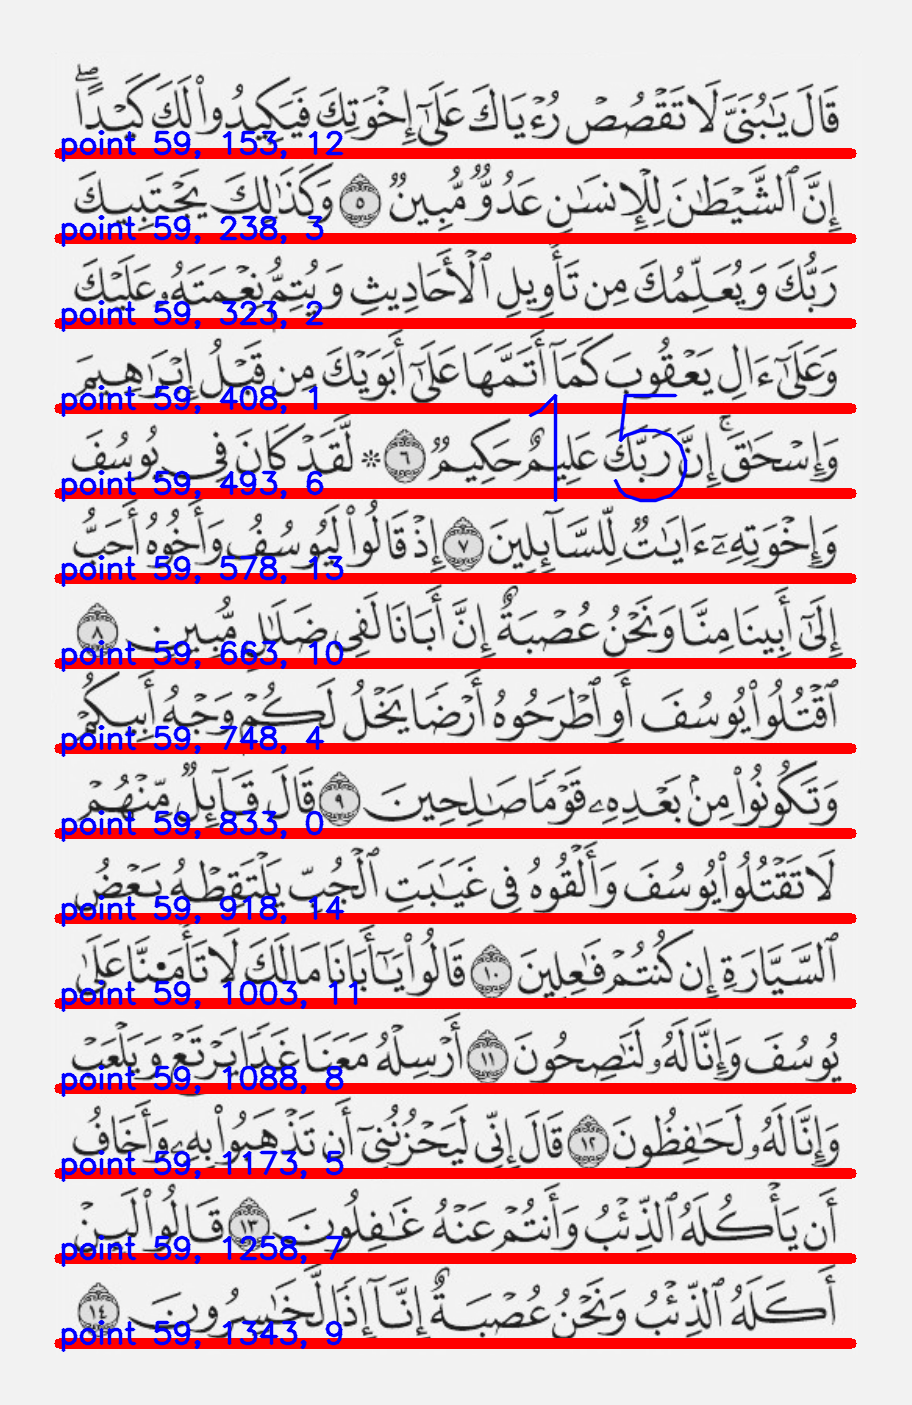 قَالَ يَٰبُنَىَّ لَا تَقْصُصْ رُءْيَاكَ عَلَىٰٓ إِخْوَتِكَ فَيَكِيدُوا۟ لَكَ كَيْدًا ۖ
point 59, 153, 12
إِنَّ ٱلشَّيْطَٰنَ لِلْإِنسَٰنِ عَدُوٌّ مُّبِينٌ ٥ وَكَذَٰلِكَ يَجْتَبِيكَ
point 59, 238, 3
رَبُّكَ وَيُعَلِّمُكَ مِن تَأْوِيلِ ٱلْأَحَادِيثِ وَيُتِمُّ نِعْمَتَهُۥ عَلَيْكَ
point 59, 323, 2
وَعَلَىٰٓ ءَالِ يَعْقُوبَ كَمَآ أَتَمَّهَا عَلَىٰٓ أَبَوَيْكَ مِن قَبْلُ إِبْرَٰهِيمَ
point 59, 408, 1
15
وَإِسْحَٰقَ ۚ إِنَّ رَبَّكَ عَلِيمٌ حَكِيمٌ ٦ ۞ لَّقَدْ كَانَ فِى يُوسُفَ
point 59, 493, 6
وَإِخْوَتِهِۦٓ ءَايَٰتٌ لِّلسَّآئِلِينَ ٧ إِذْ قَالُوا۟ لَيُوسُفُ وَأَخُوهُ أَحَبُّ
point 59, 578, 13
إِلَىٰٓ أَبِينَا مِنَّا وَنَحْنُ عُصْبَةٌ إِنَّ أَبَانَا لَفِى ضَلَٰلٍ مُّبِينٍ ٨
point 59, 663, 10
ٱقْتُلُوا۟ يُوسُفَ أَوِ ٱطْرَحُوهُ أَرْضًا يَخْلُ لَكُمْ وَجْهُ أَبِيكُمْ
point 59, 748, 4
وَتَكُونُوا۟ مِنۢ بَعْدِهِۦ قَوْمًا صَٰلِحِينَ ٩ قَالَ قَآئِلٌ مِّنْهُمْ
point 59, 833, 0
لَا تَقْتُلُوا۟ يُوسُفَ وَأَلْقُوهُ فِى غَيَٰبَتِ ٱلْجُبِّ يَلْتَقِطْهُ بَعْضُ
point 59, 918, 14
ٱلسَّيَّارَةِ إِن كُنتُمْ فَٰعِلِينَ ١٠ قَالُوا۟ يَٰٓأَبَانَا مَا لَكَ لَا تَأْمَ۫نَّا عَلَىٰ
point 59, 1003, 11
يُوسُفَ وَإِنَّا لَهُۥ لَنَٰصِحُونَ ١١ أَرْسِلْهُ مَعَنَا غَدًا يَرْتَعْ وَيَلْعَبْ
point 59, 1088, 8
وَإِنَّا لَهُۥ لَحَٰفِظُونَ ١٢ قَالَ إِنِّى لَيَحْزُنُنِىٓ أَن تَذْهَبُوا۟ بِهِۦ وَأَخَافُ
point 59, 1173, 5
أَن يَأْكُلَهُ ٱلذِّئْبُ وَأَنتُمْ عَنْهُ غَٰفِلُونَ ١٣ قَالُوا۟ لَئِنْ
point 59, 1258, 7
أَكَلَهُ ٱلذِّئْبُ وَنَحْنُ عُصْبَةٌ إِنَّآ إِذًا لَّخَٰسِرُونَ ١٤
point 59, 1343, 9